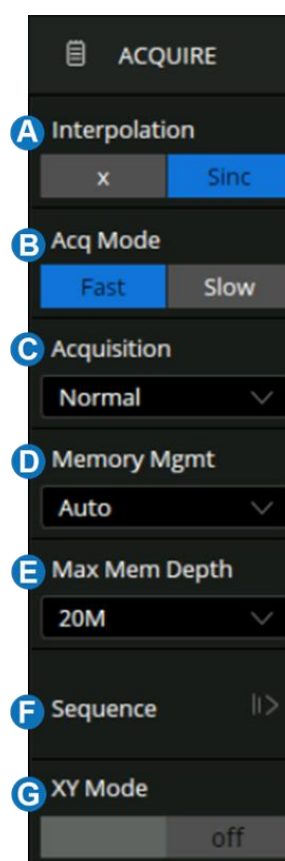 ACQUIRE
A Interpolation
x Sinc
B Acq Mode
Fast Slow
C Acquisition
Normal
D Memory Mgmt
Auto
E Max Mem Depth
20M
F Sequence
G XY Mode
off